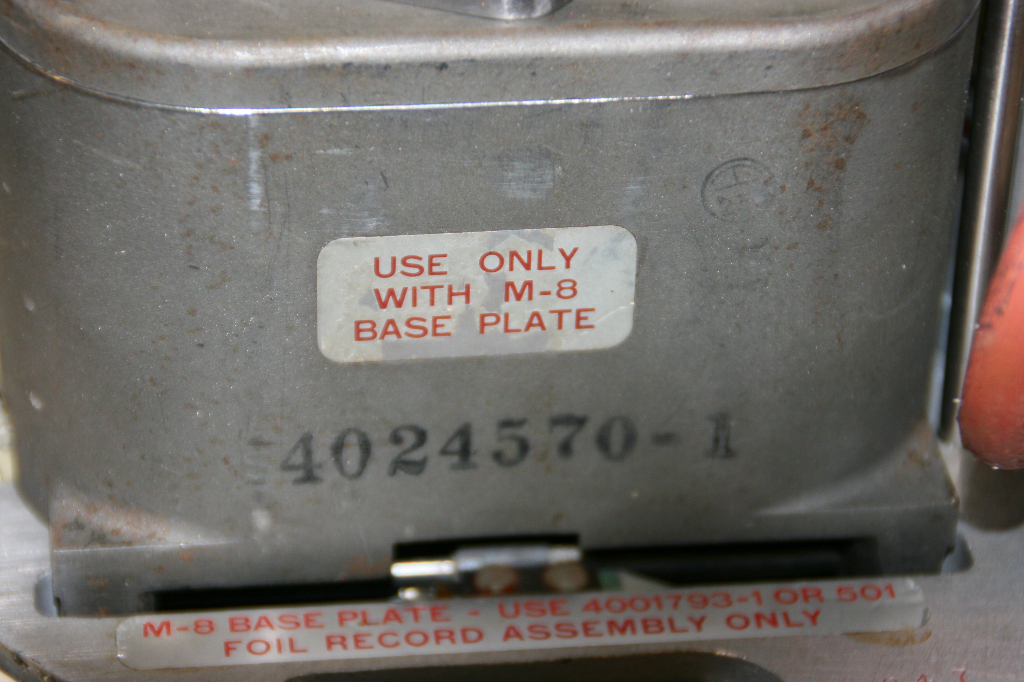 USE ONLY
WITH M-8
BASE PLATE
4024570-1
M-8 BASE PLATE - USE 4001793-1 OR 501
FOIL RECORD ASSEMBLY ONLY